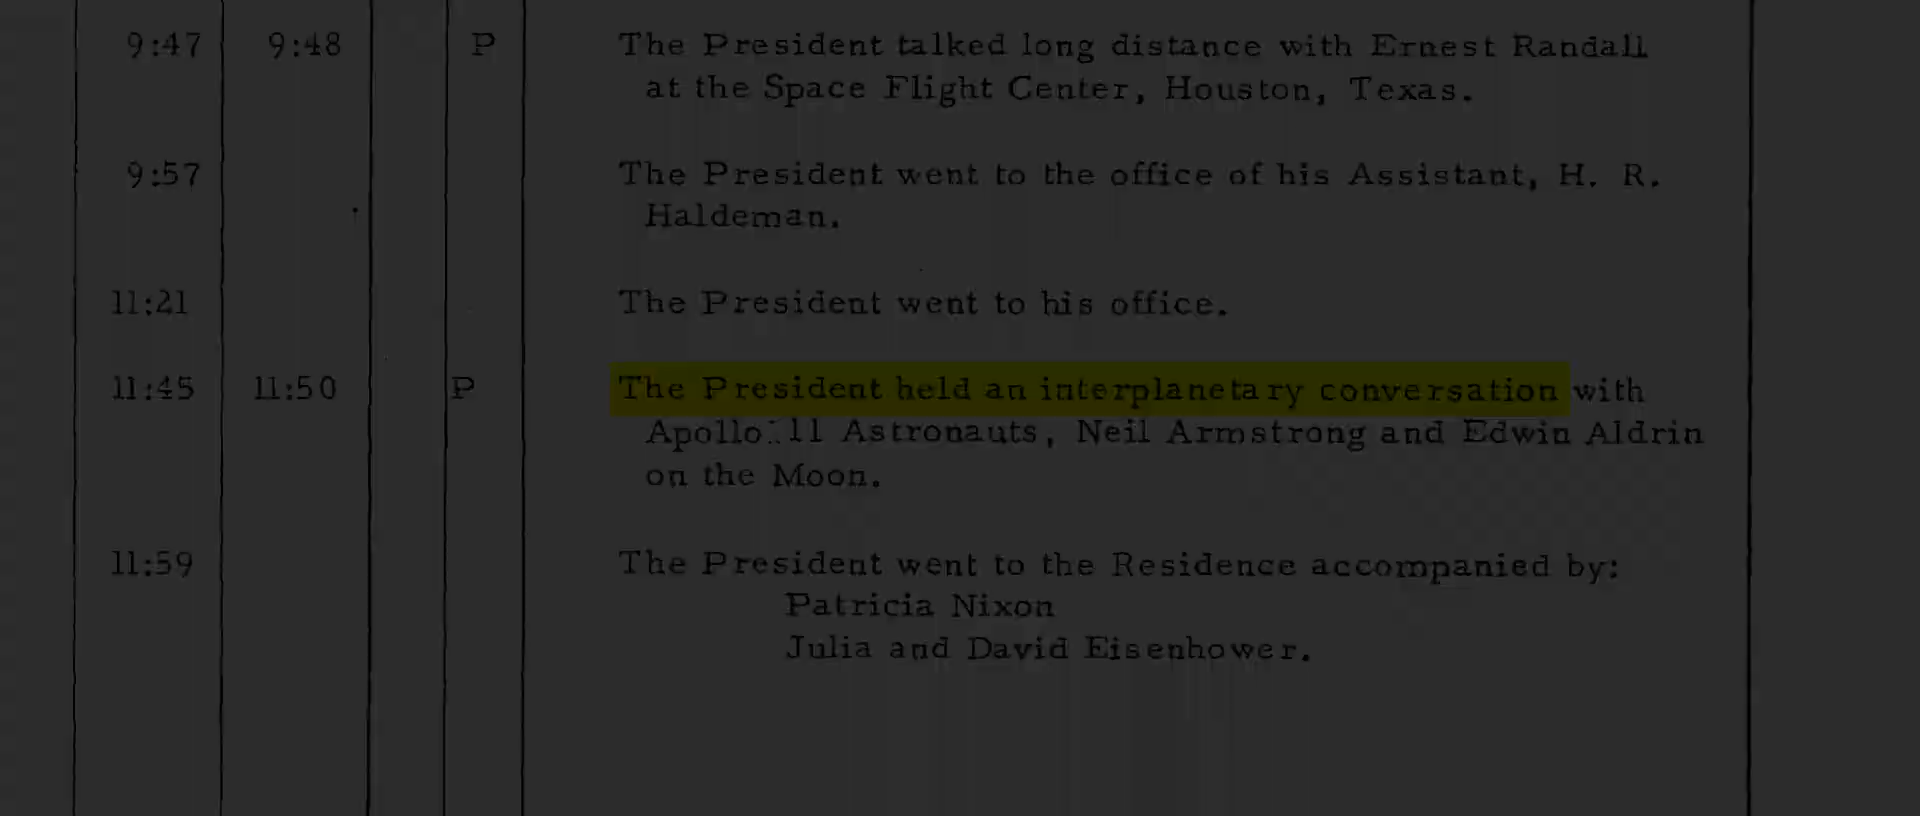 9:47 9:48 P The President talked long distance with Ernest Randall
at the Space Flight Center, Houston, Texas.
9:57 The President went to the office of his Assistant, H. R.
Haldeman.
11:21 The President went to his office.
11:45 11:50 P The President held an interplanetary conversation with
Apollo 11 Astronauts, Neil Armstrong and Edwin Aldrin
on the Moon.
11:59 The President went to the Residence accompanied by:
Patricia Nixon
Julia and David Eisenhower.